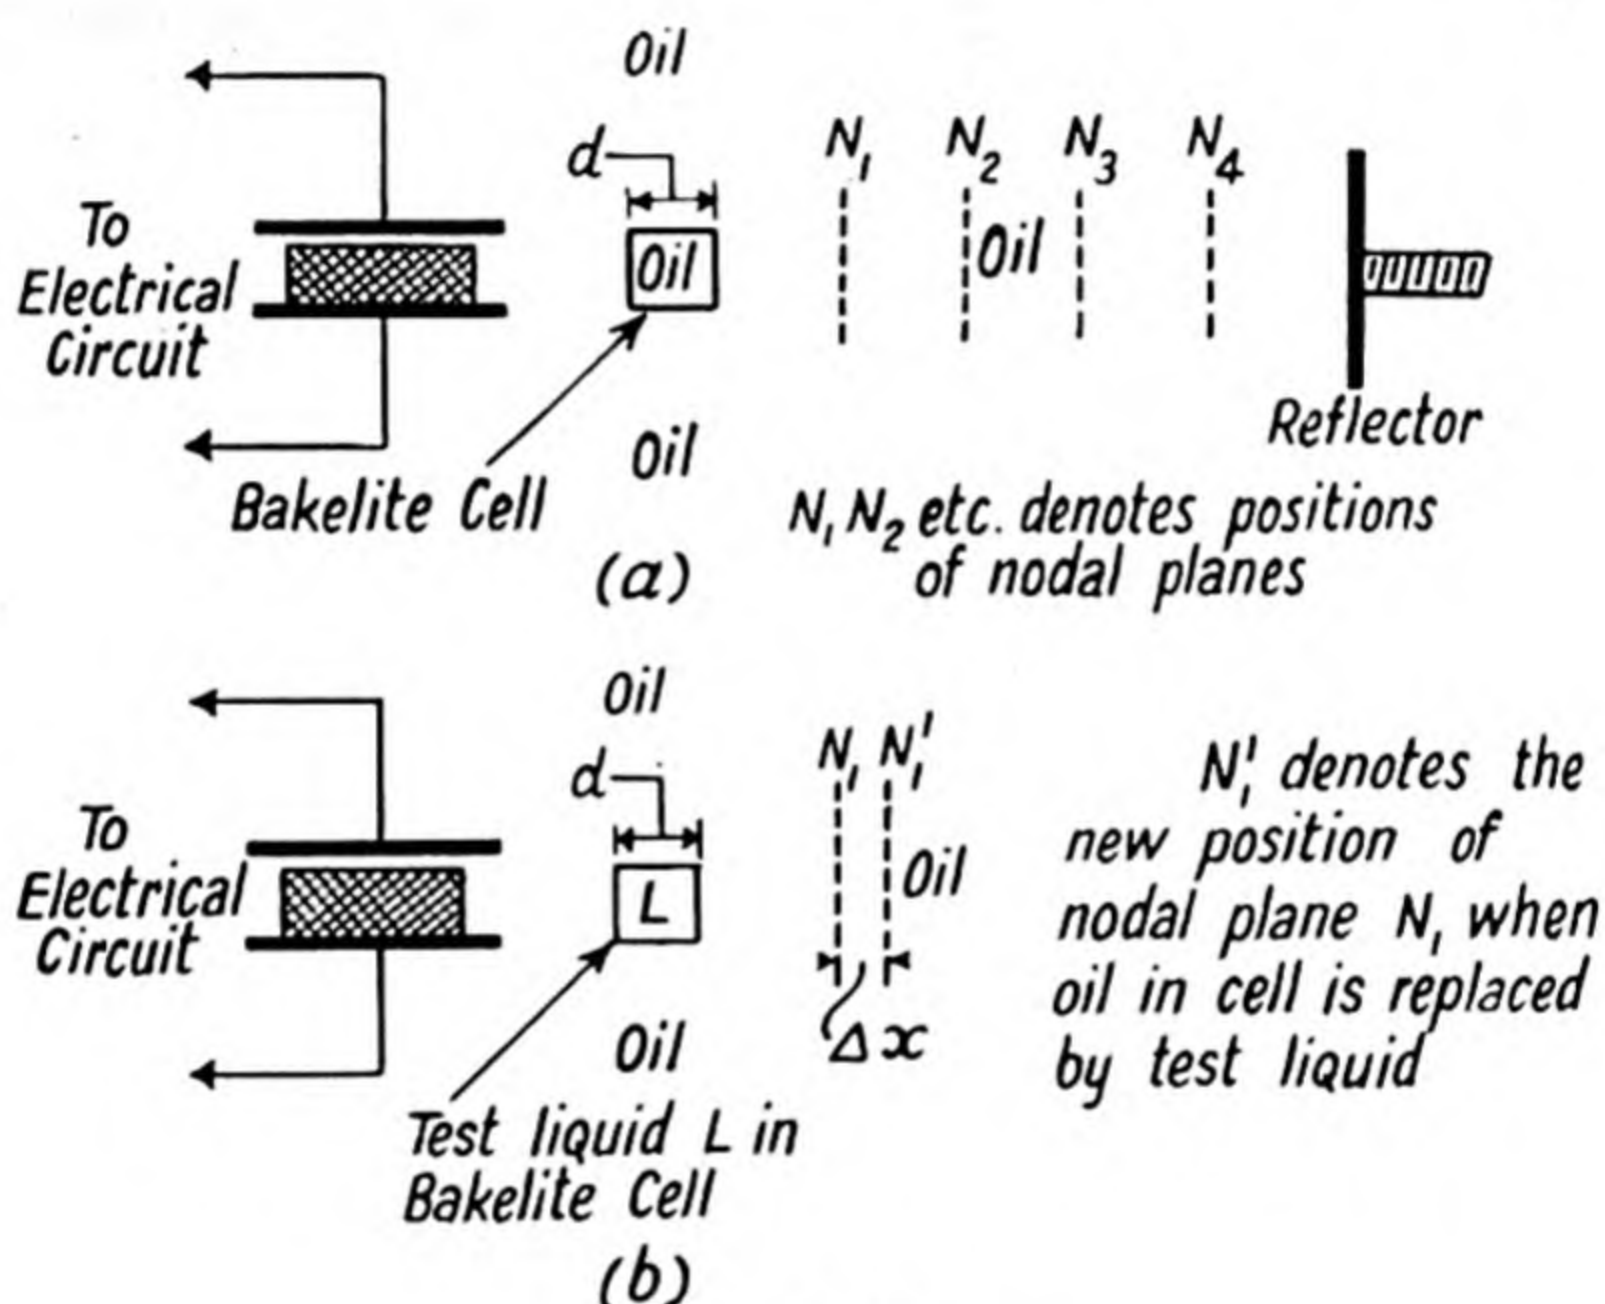 Oil
d
N₁ N₂ N₃ N₄
To
Electrical
Circuit
Oil
Oil
Reflector
Bakelite Cell
Oil
N₁ N₂ etc. denotes positions
of nodal planes
(a)
Oil
d
N₁ N₁'
To
Electrical
Circuit
L
Oil
N₁' denotes the
new position of
nodal plane N₁ when
oil in cell is replaced
by test liquid
Δx
Oil
Test liquid L in
Bakelite Cell
(b)